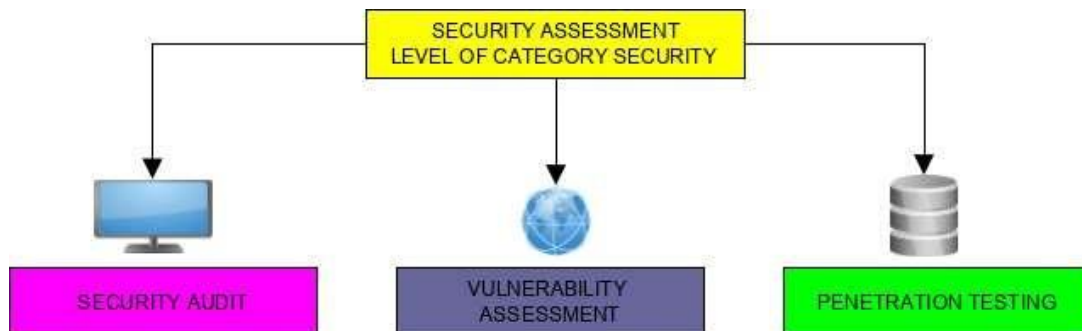 SECURITY ASSESSMENT
LEVEL OF CATEGORY SECURITY
SECURITY AUDIT
VULNERABILITY
ASSESSMENT
PENETRATION TESTING